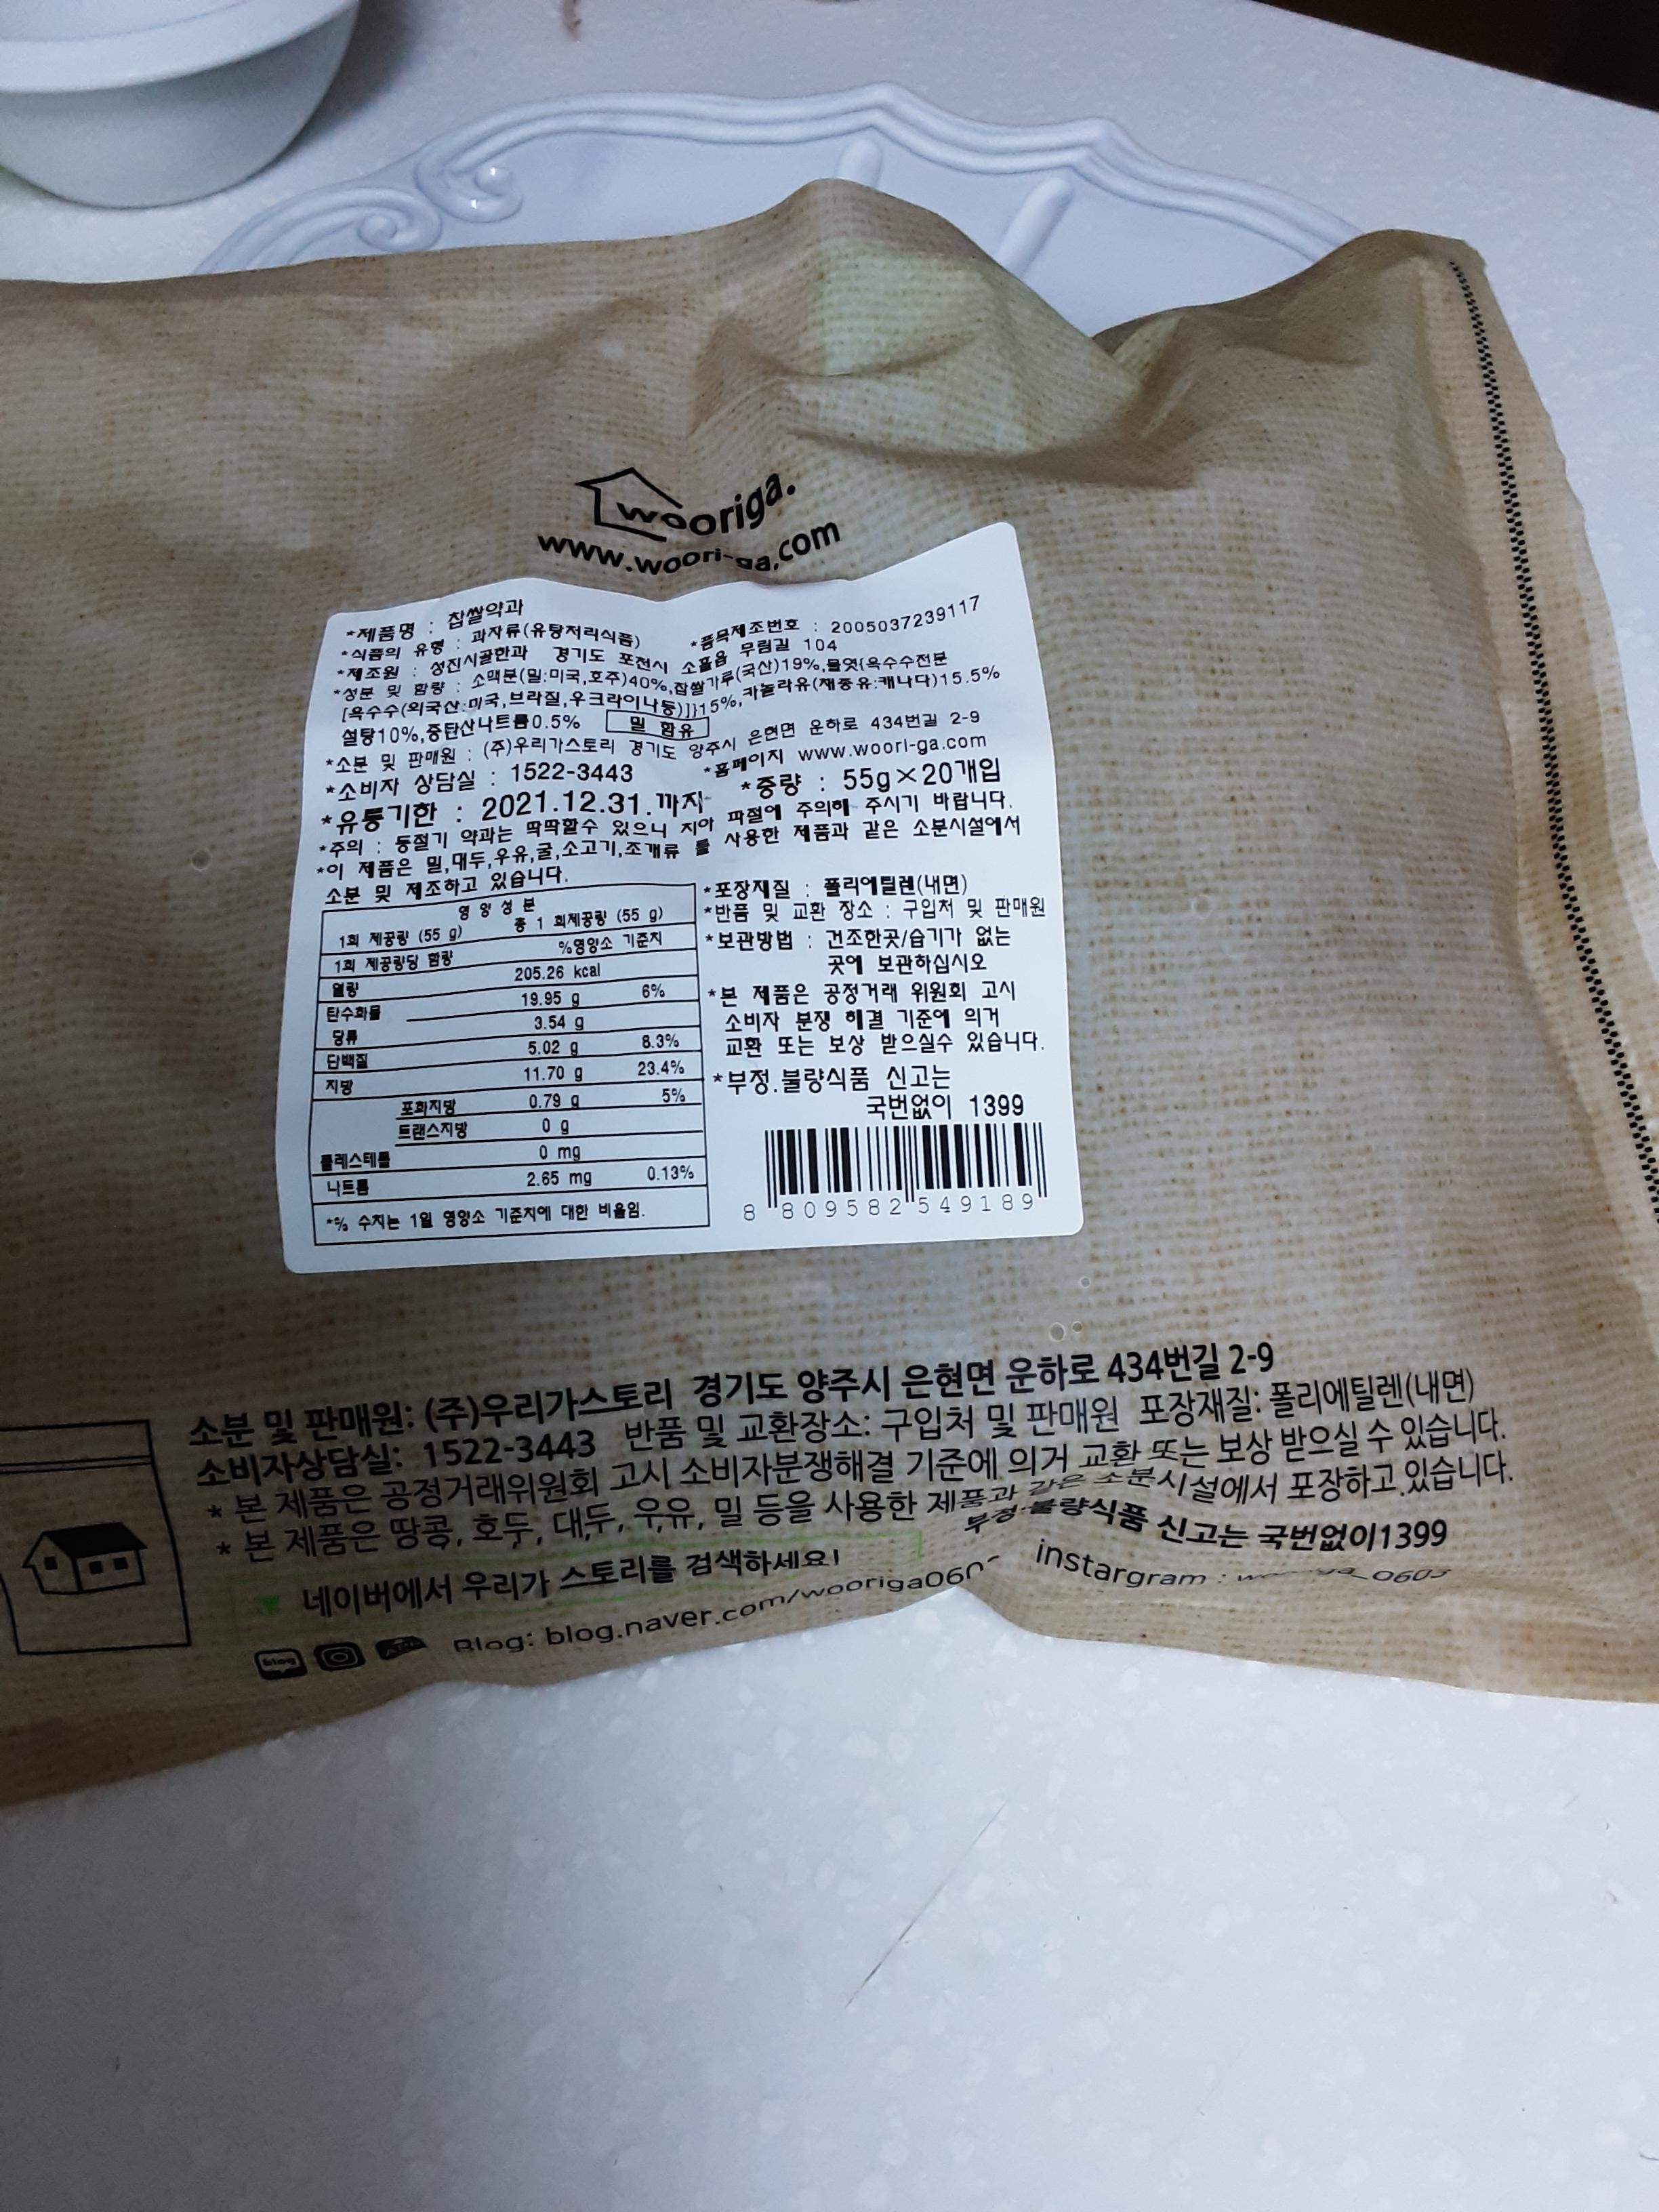 wooriga.
www.woori-ga.com
*제품명 : 찹쌀약과
*식품의 유형 : 과자류(유탕처리식품) *품목제조번호 : 2005037239117
*제조원 : 성진시골한과 경기도 포천시 소흘읍 무림길 104
*성분 및 함량 : 소맥분(밀:미국,호주)40%,찹쌀가루(국산)19%,물엿{옥수수전분
[옥수수(외국산:미국,브라질,우크라이나등)]}15%,카놀라유(채종유:캐나다)15.5%
설탕10%,중탄산나트륨0.5% 밀 함유
*소분 및 판매원 : (주)우리가스토리 경기도 양주시 은현면 운하로 434번길 2-9
*소비자 상담실 : 1522-3443 *홈페이지 www.woori-ga.com
*유통기한 : 2021.12.31.까지 *중량 : 55g×20개입
*주의 : 동절기 약과는 딱딱할수 있으니 치아 파절에 주의해 주시기 바랍니다.
*이 제품은 밀,대두,우유,굴,소고기,조개류 를 사용한 제품과 같은 소분시설에서
소분 및 제조하고 있습니다.
영 양 성 분
1회 제공량 (55 g) 총 1 회제공량 (55 g)
1회 제공량당 함량 %영양소 기준치
열량 205.26 kcal
탄수화물 19.95 g 6%
당류 3.54 g
단백질 5.02 g 8.3%
지방 11.70 g 23.4%
포화지방 0.79 g 5%
트랜스지방 0 g
콜레스테롤 0 mg
나트륨 2.65 mg 0.13%
*% 수치는 1일 영양소 기준치에 대한 비율임.
*포장재질 : 폴리에틸렌(내면)
*반품 및 교환 장소 : 구입처 및 판매원
*보관방법 : 건조한곳/습기가 없는
곳에 보관하십시오
*본 제품은 공정거래 위원회 고시
소비자 분쟁 해결 기준에 의거
교환 또는 보상 받으실수 있습니다.
*부정.불량식품 신고는
국번없이 1399
8 809582 549189
소분 및 판매원: (주)우리가스토리 경기도 양주시 은현면 운하로 434번길 2-9
소비자상담실: 1522-3443 반품 및 교환장소: 구입처 및 판매원 포장재질: 폴리에틸렌(내면)
* 본 제품은 공정거래위원회 고시 소비자분쟁해결 기준에 의거 교환 또는 보상 받으실 수 있습니다.
* 본 제품은 땅콩, 호두, 대두, 우유, 밀 등을 사용한 제품과 같은 소분시설에서 포장하고 있습니다.
부정·불량식품 신고는 국번없이1399
네이버에서 우리가 스토리를 검색하세요!
blog Blog: blog.naver.com/wooriga060 instargram :